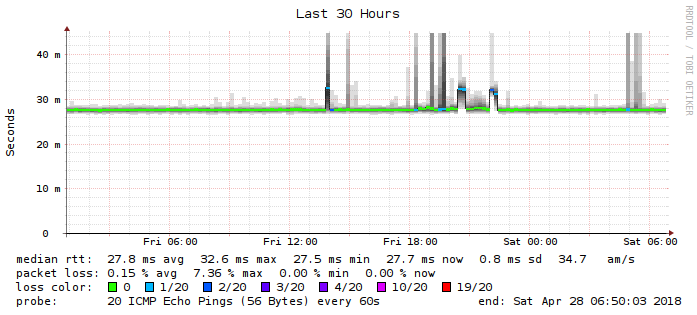 Last 30 Hours
RRDTOOL / TOBI OETIKER
Seconds
40 m
30 m
20 m
10 m
0
Fri 06:00 Fri 12:00 Fri 18:00 Sat 00:00 Sat 06:00
median rtt: 27.8 ms avg 32.6 ms max 27.5 ms min 27.7 ms now 0.8 ms sd 34.7 am/s
packet loss: 0.15 % avg 7.36 % max 0.00 % min 0.00 % now
loss color: 0 1/20 2/20 3/20 4/20 10/20 19/20
probe: 20 ICMP Echo Pings (56 Bytes) every 60s end: Sat Apr 28 06:50:03 2018